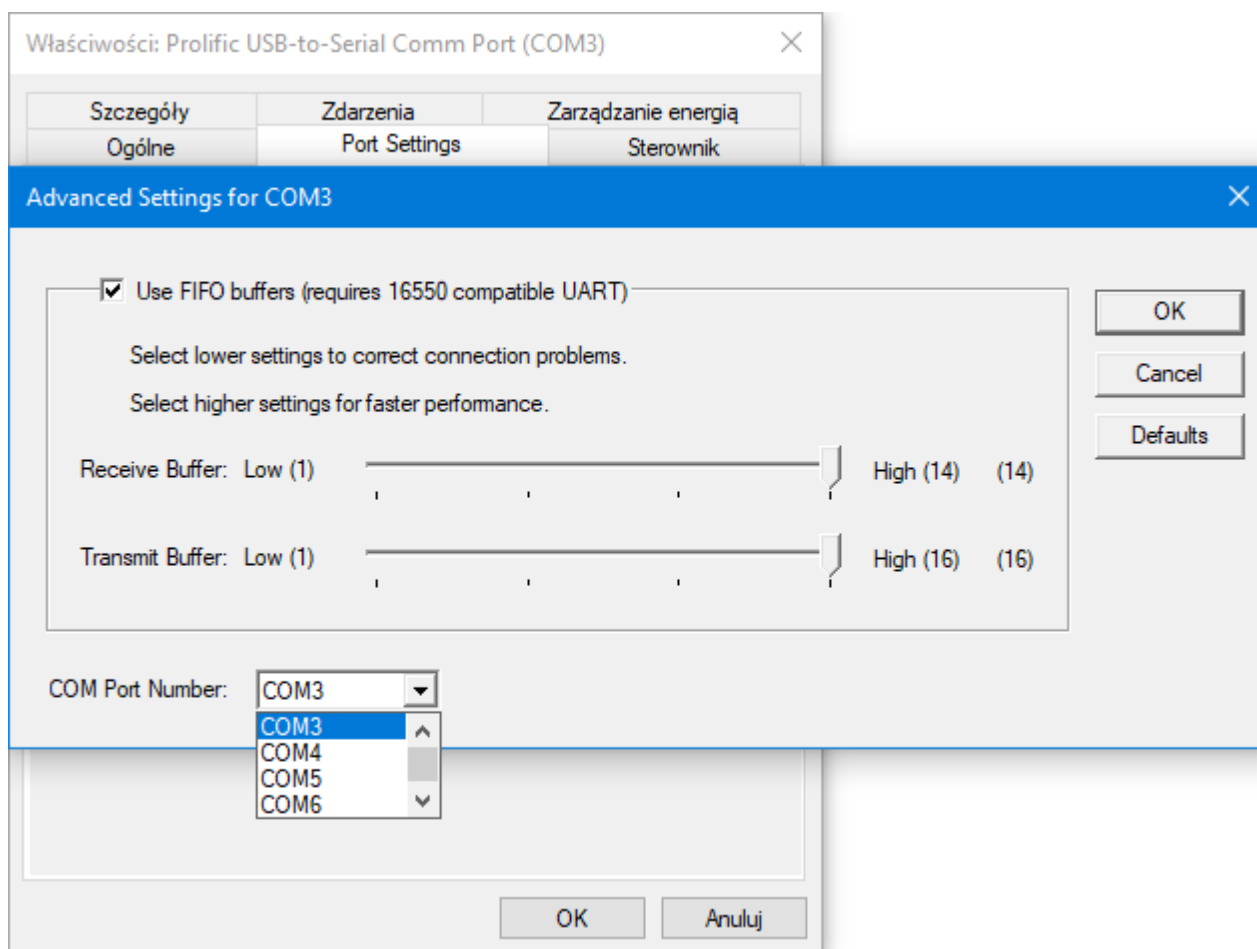 Właściwości: Prolific USB-to-Serial Comm Port (COM3)
Szczegóły Zdarzenia Zarządzanie energią
Ogólne Port Settings Sterownik
Advanced Settings for COM3
Use FIFO buffers (requires 16550 compatible UART)
OK
Select lower settings to correct connection problems.
Cancel
Select higher settings for faster performance.
Defaults
Receive Buffer: Low (1) High (14) (14)
Transmit Buffer: Low (1) High (16) (16)
COM Port Number: COM3
COM3
COM4
COM5
COM6
OK Anuluj